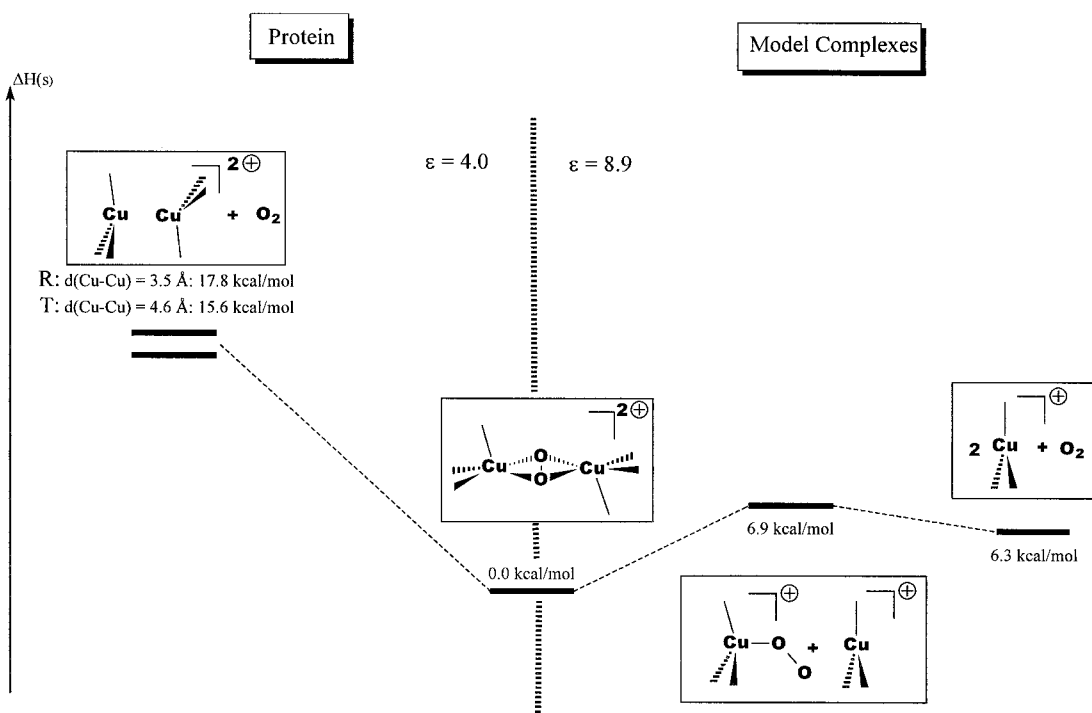 Protein
Model Complexes
ΔH(s)
ε = 4.0
ε = 8.9
2⊕
Cu Cu + O₂
R: d(Cu-Cu) = 3.5 Å: 17.8 kcal/mol
T: d(Cu-Cu) = 4.6 Å: 15.6 kcal/mol
2⊕
O
Cu Cu
O
0.0 kcal/mol
⊕
2 Cu + O₂
6.9 kcal/mol
6.3 kcal/mol
⊕ ⊕
Cu O + Cu
O